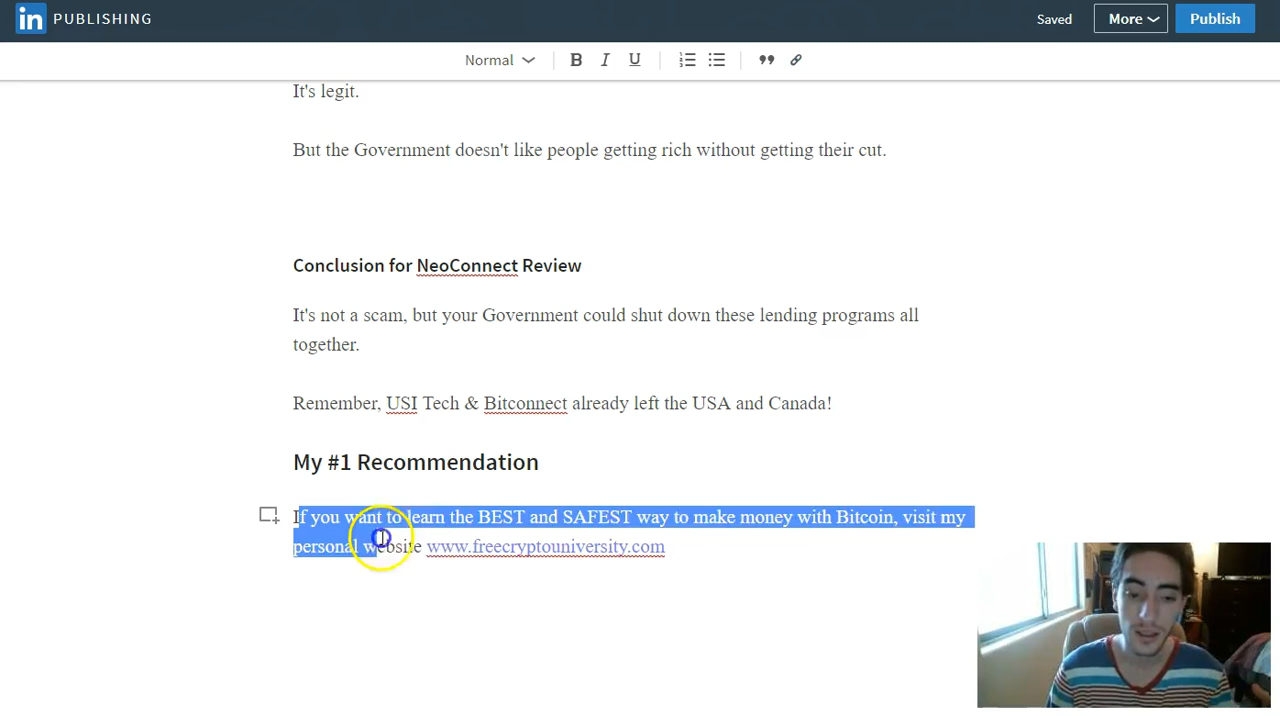 in PUBLISHING
Saved
More
Publish
Normal
B
I
U
It's legit.
But the Government doesn't like people getting rich without getting their cut.
Conclusion for NeoConnect Review
It's not a scam, but your Government could shut down these lending programs all
together.
Remember, USI Tech & Bitconnect already left the USA and Canada!
My #1 Recommendation
If you want to learn the BEST and SAFEST way to make money with Bitcoin, visit my
personal website www.freecryptouniversity.com